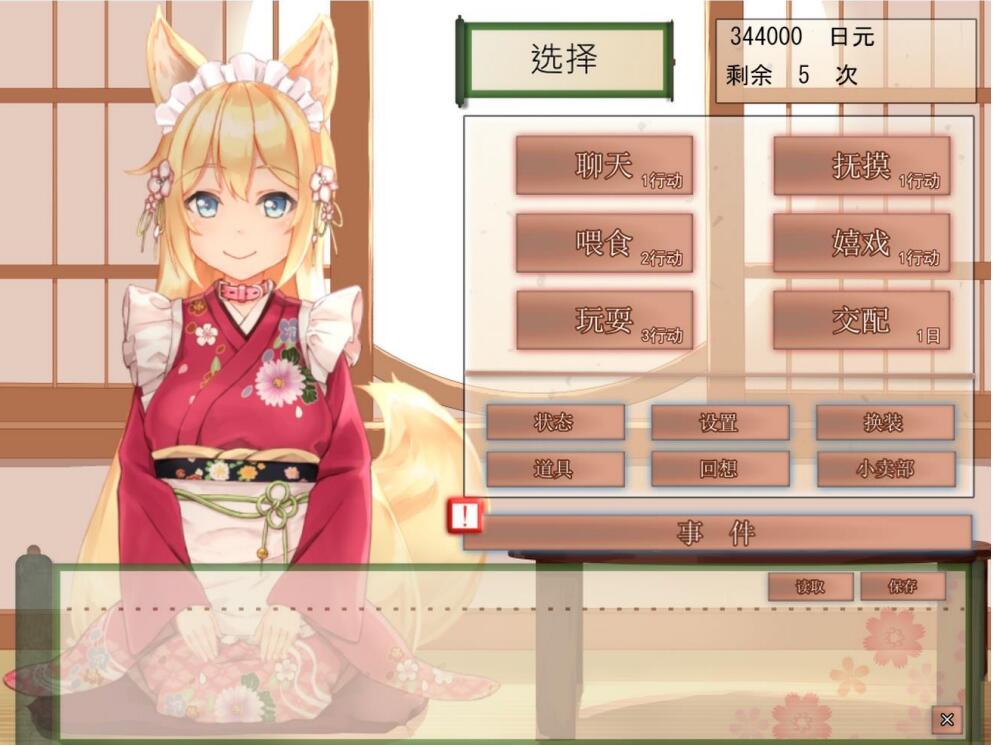 选择
344000 日元
剩余 5 次
聊天 1行动
抚摸 1行动
喂食 2行动
嬉戏 1行动
玩耍 3行动
交配 1日
状态
设置
换装
道具
回想
小卖部
!
事 件
读取
保存